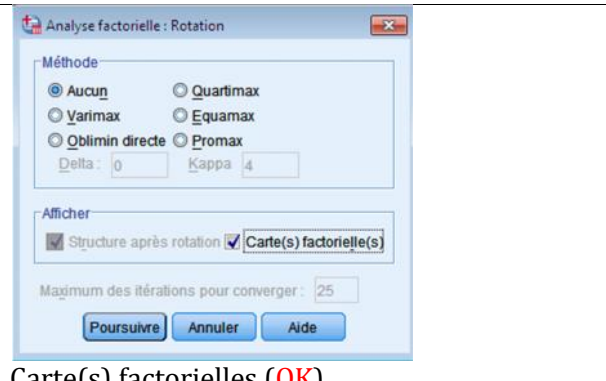 Analyse factorielle : Rotation
Méthode
Aucun Quartimax
Varimax Equamax
Oblimin directe Promax
Delta : 0 Kappa 4
Afficher
Structure après rotation Carte(s) factorielle(s)
Maximum des itérations pour converger : 25
Poursuivre Annuler Aide
Carte(s) factorielles (OK)